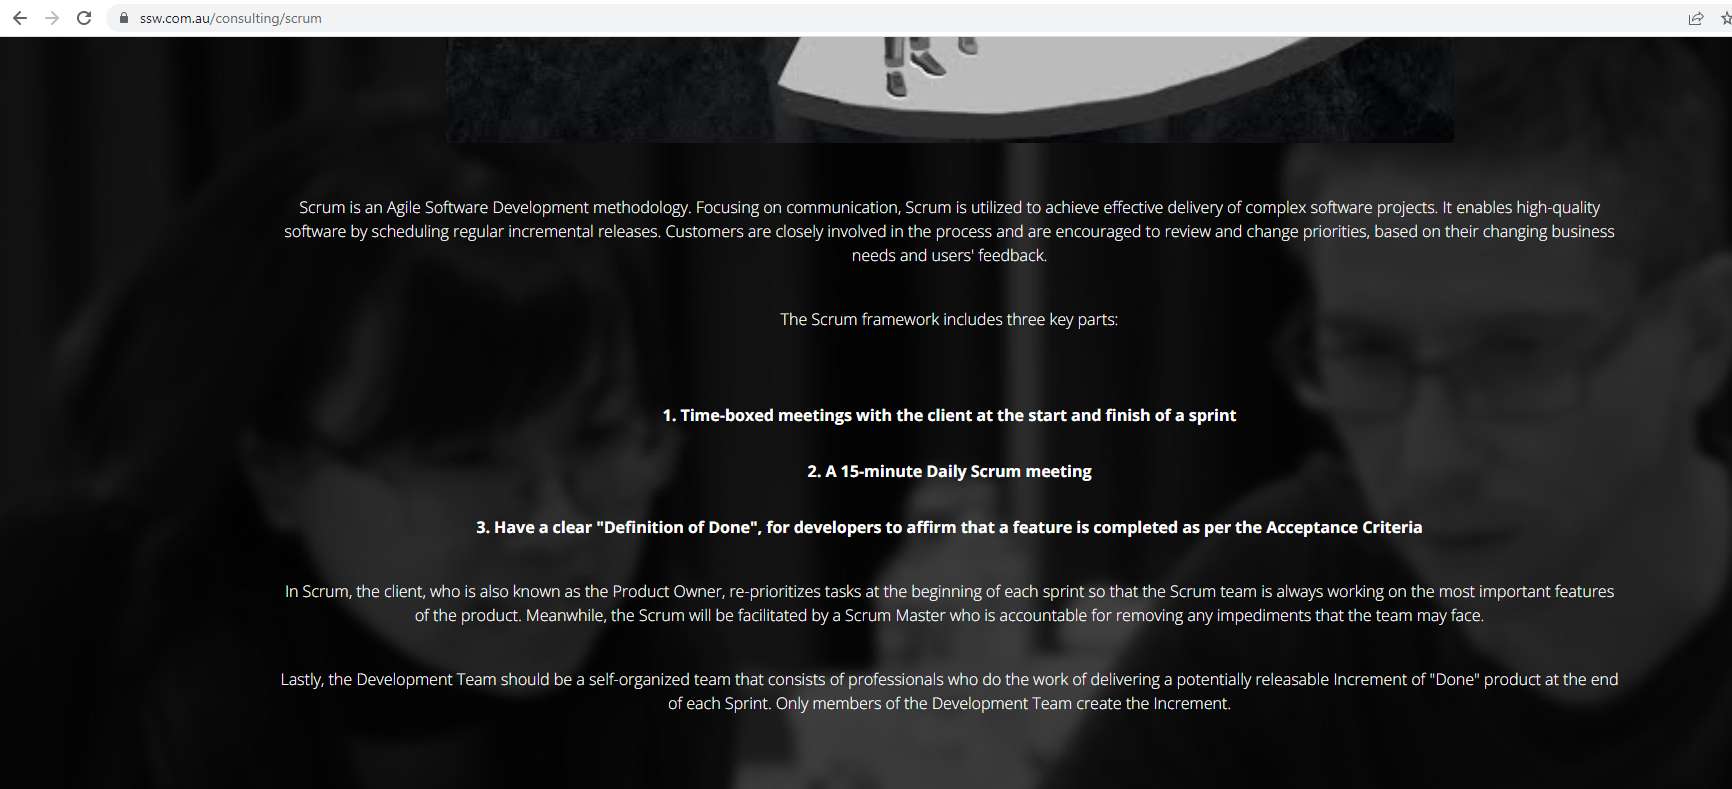 ssw.com.au/consulting/scrum
Scrum is an Agile Software Development methodology. Focusing on communication, Scrum is utilized to achieve effective delivery of complex software projects. It enables high-quality
software by scheduling regular incremental releases. Customers are closely involved in the process and are encouraged to review and change priorities, based on their changing business
needs and users' feedback.
The Scrum framework includes three key parts:
1. Time-boxed meetings with the client at the start and finish of a sprint
2. A 15-minute Daily Scrum meeting
3. Have a clear "Definition of Done", for developers to affirm that a feature is completed as per the Acceptance Criteria
In Scrum, the client, who is also known as the Product Owner, re-prioritizes tasks at the beginning of each sprint so that the Scrum team is always working on the most important features
of the product. Meanwhile, the Scrum will be facilitated by a Scrum Master who is accountable for removing any impediments that the team may face.
Lastly, the Development Team should be a self-organized team that consists of professionals who do the work of delivering a potentially releasable Increment of "Done" product at the end
of each Sprint. Only members of the Development Team create the Increment.